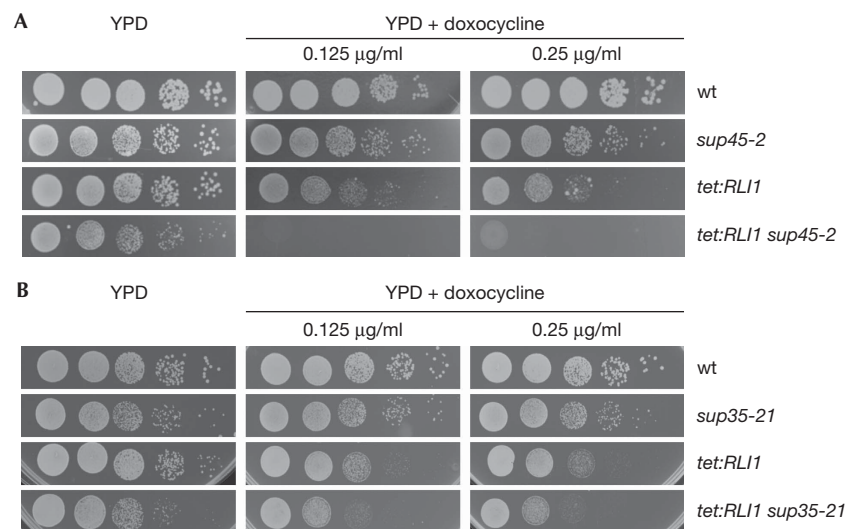 A
YPD
YPD + doxocycline
0.125 µg/ml
0.25 µg/ml
wt
sup45-2
tet:RLI1
tet:RLI1 sup45-2
B
YPD
YPD + doxocycline
0.125 µg/ml
0.25 µg/ml
wt
sup35-21
tet:RLI1
tet:RLI1 sup35-21